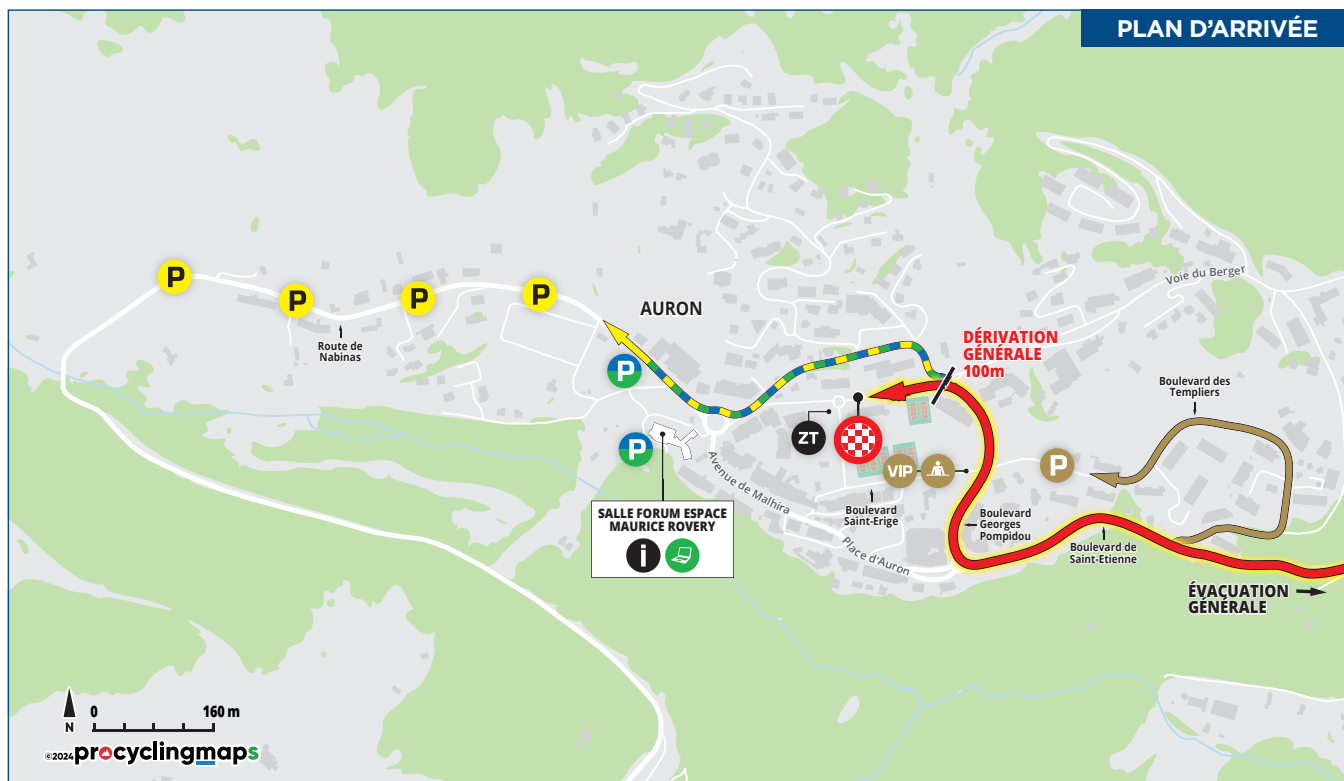 PLAN D'ARRIVÉE
Voie du Berger
P
P
P
P
AURON
Route de
Nabinas
DÉRIVATION
GÉNÉRALE
100m
P
Boulevard des
Templiers
ZT
P
Avenue de Malhira
VIP
P
SALLE FORUM ESPACE
MAURICE ROVERY
i
Boulevard
Saint-Erige
Boulevard
Georges
Pompidou
Place d'Auron
Boulevard de
Saint-Etienne
ÉVACUATION
GÉNÉRALE
N
0 160 m
©2024 procyclingmaps